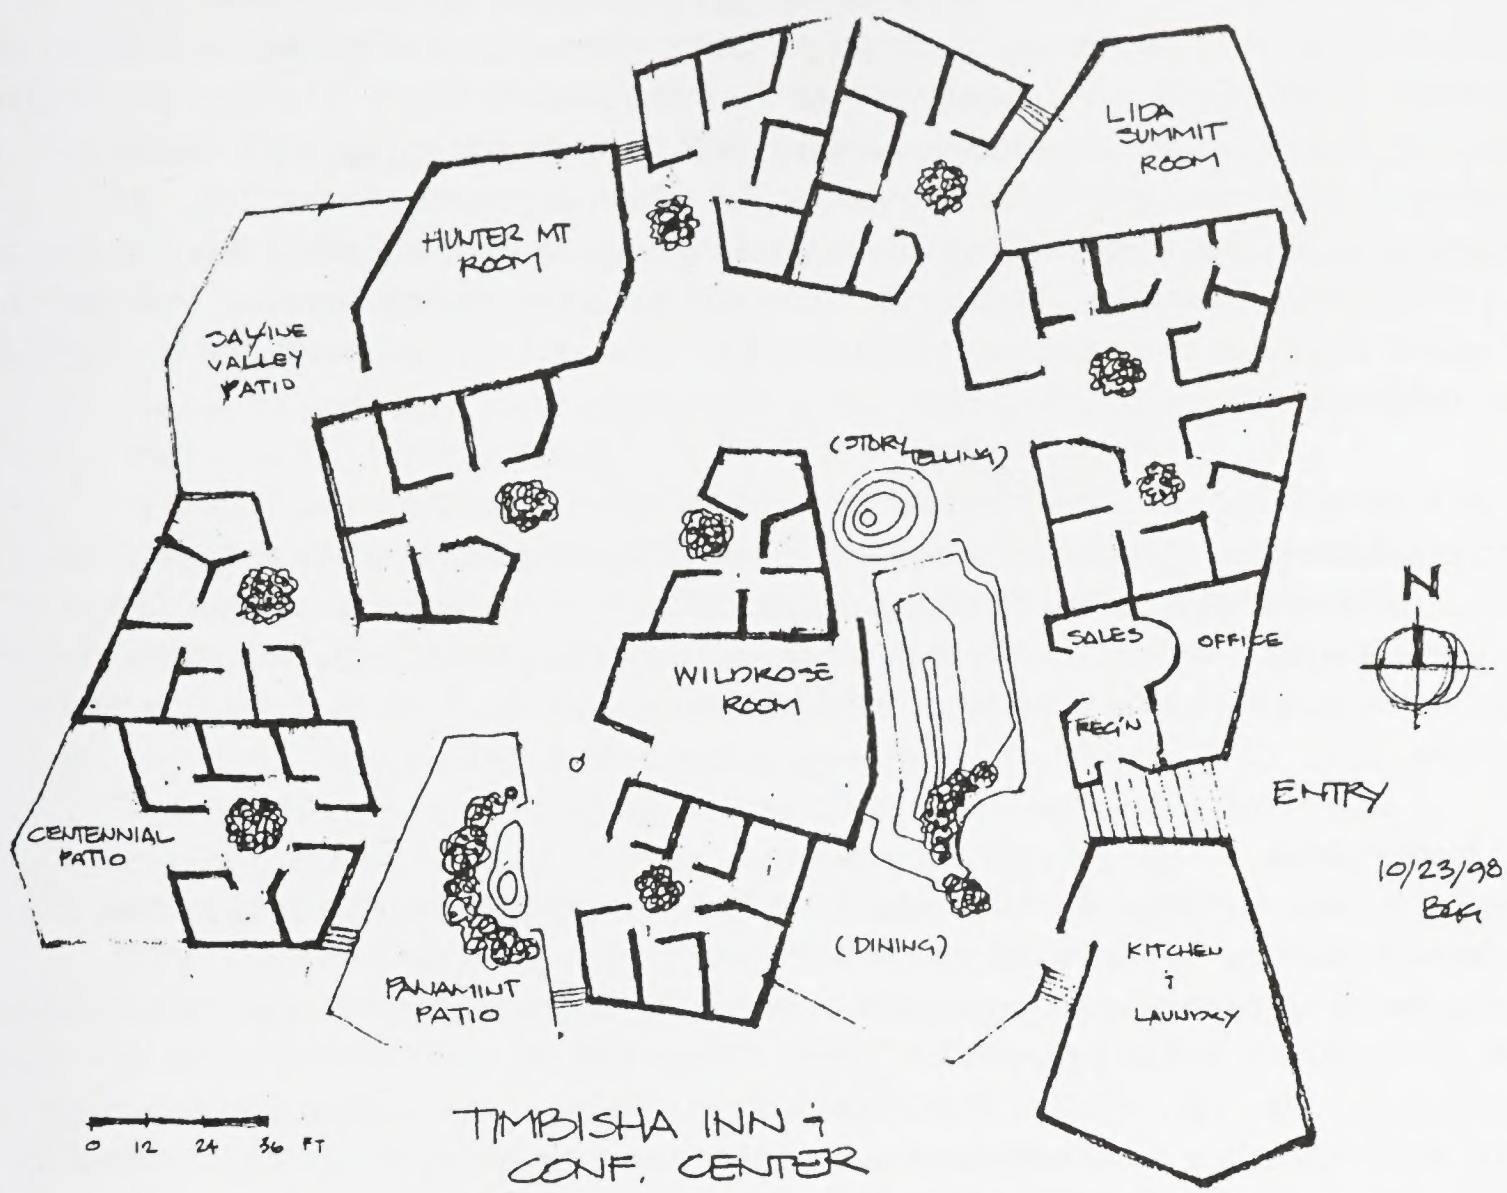 LIDA
SUMMIT
ROOM
HUNTER MT
ROOM
SALINE
VALLEY
PATIO
(STORY
TELLING)
N
SALES
OFFICE
WILDROSE
ROOM
REG'N
ENTRY
CENTENNIAL
PATIO
10/23/98
KITCHEN
&
LAUNDRY
(DINING)
PANAMINT
PATIO
0 12 24 36 FT
TIMBISHA INN &
CONF. CENTER